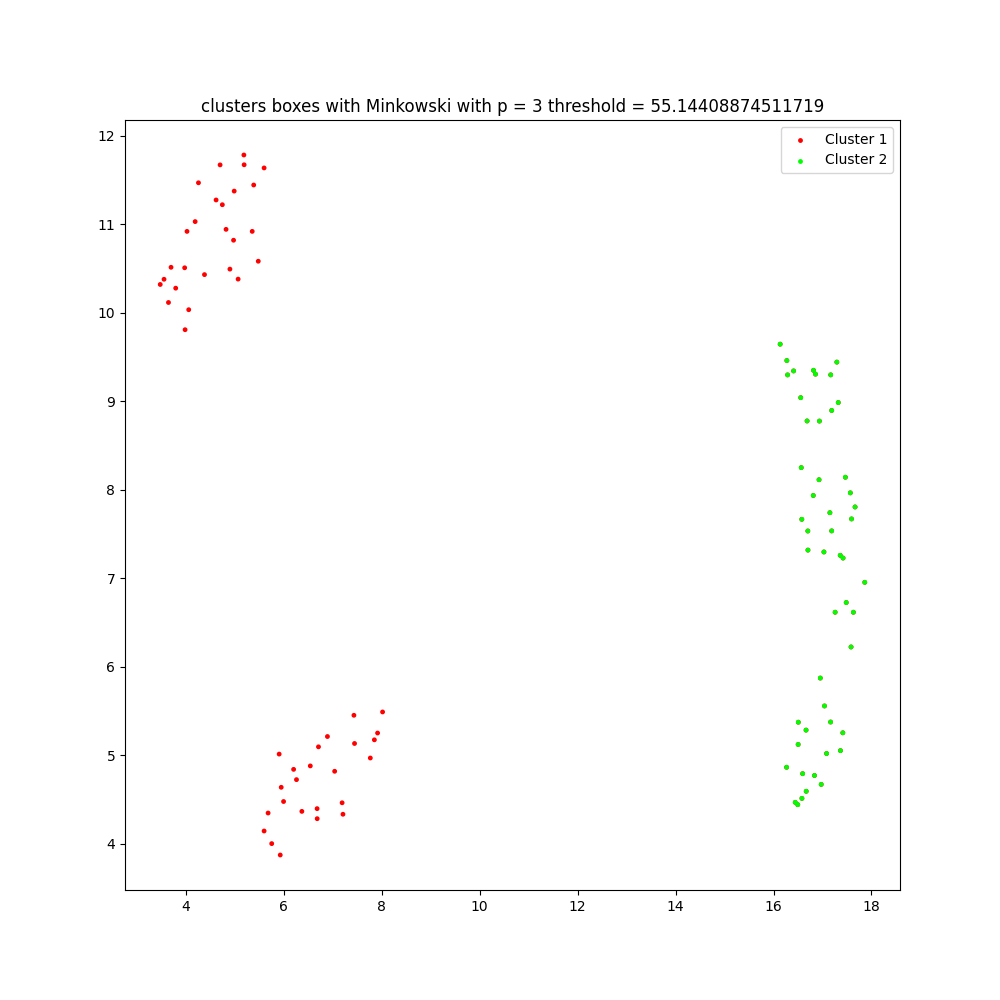 clusters boxes with Minkowski with p = 3 threshold = 55.14408874511719
Cluster 1
Cluster 2
12
11
10
9
8
7
6
5
4
4 6 8 10 12 14 16 18